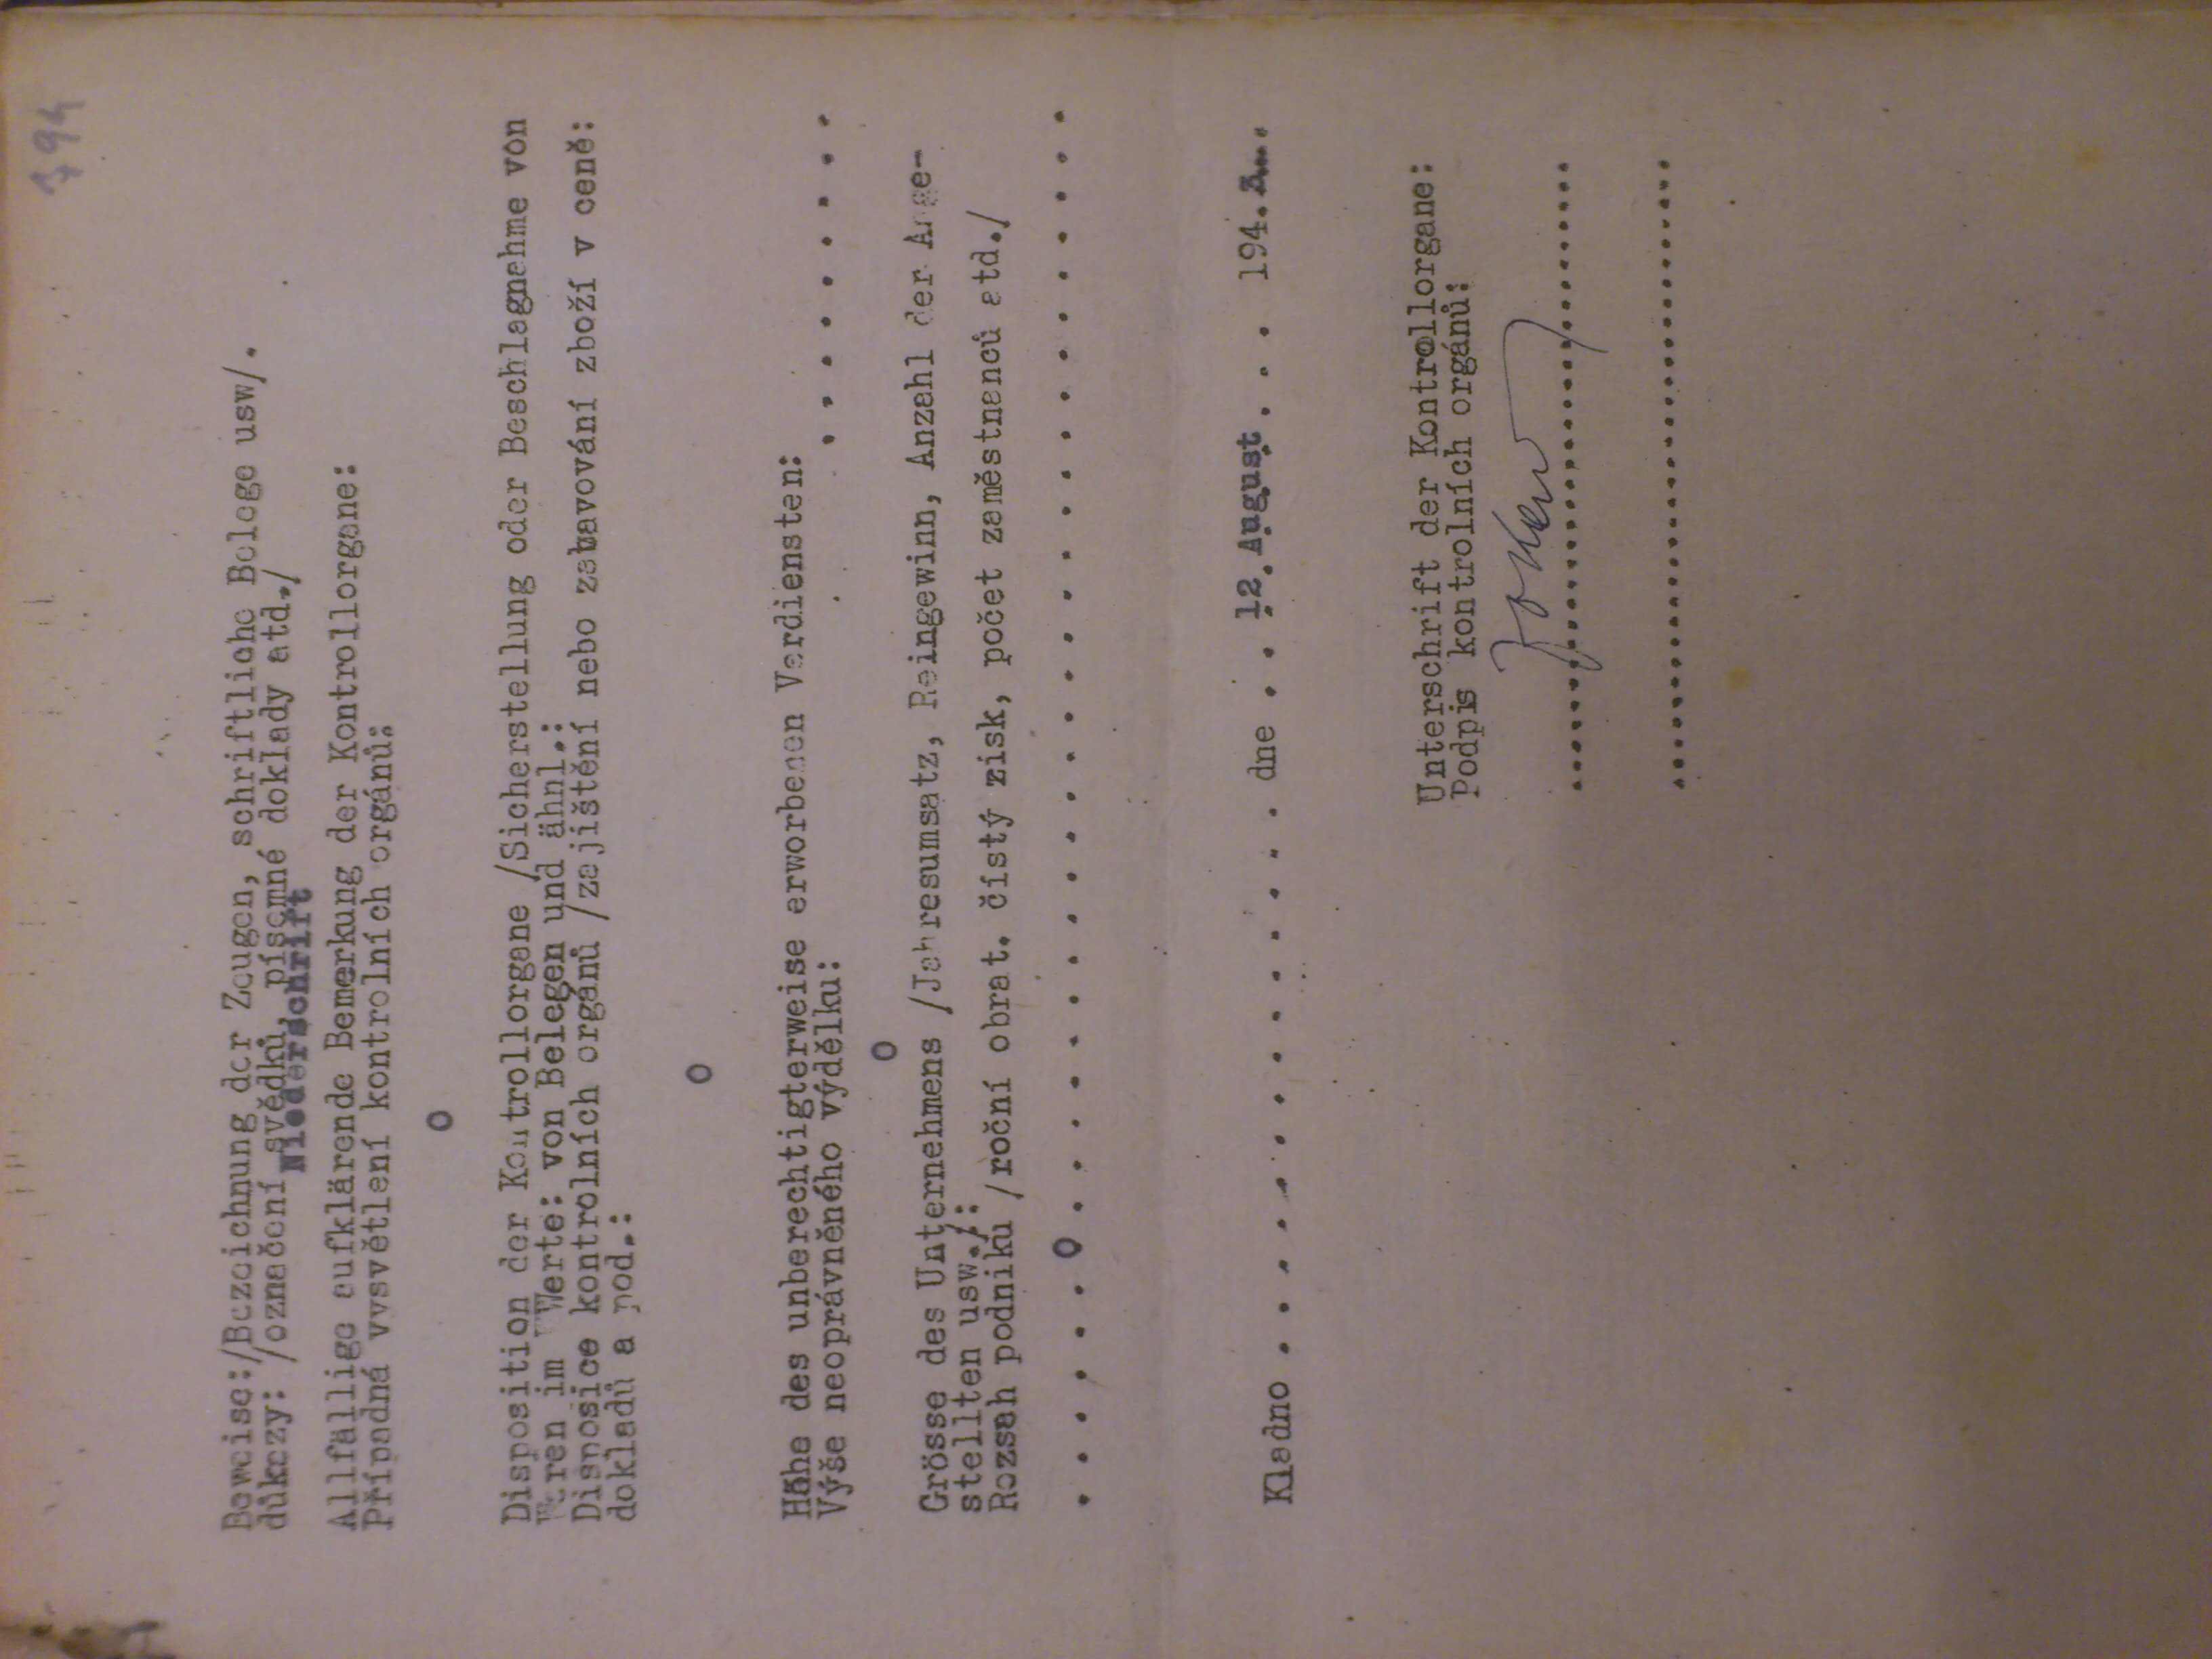 794
Beweise:/Bezeichnung der Zeugen, schriftliche Belege usw/.
důkazy: /označení svědků, písemné doklady atd./
Niederschrift
Allfällige aufklärende Bemerkung der Kontrollorgane:
Případná vysvětlení kontrolních orgánů:
O
Disposition der Kontrollorgane /Sicherstellung oder Beschlagnahme von
Waren im Werte: von Belegen und ähnl.:
Disposice kontrolních orgánů /zajištění nebo zabavování zboží v ceně:
dokladů a pod.:
O
Höhe des unberechtigterweise erworbenen Verdiensten:
Výše neoprávněného výdělku: . . . . . . . . .
O
Grösse des Unternehmens /Jahresumsatz, Reingewinn, Anzahl der Ange-
stellten usw./:
Rozsah podniku /roční obrat. čístý zisk, počet zaměstnanců atd./
. . . . . . O . . . . . . . . . . . . . . . . . . . . . . . . . . . .
Kladno . . . . . . . . . . . . . . dne . . 12 August . . . 194.3...
Unterschrift der Kontrollorgane:
Podpis kontrolních orgánů:
................................
................................